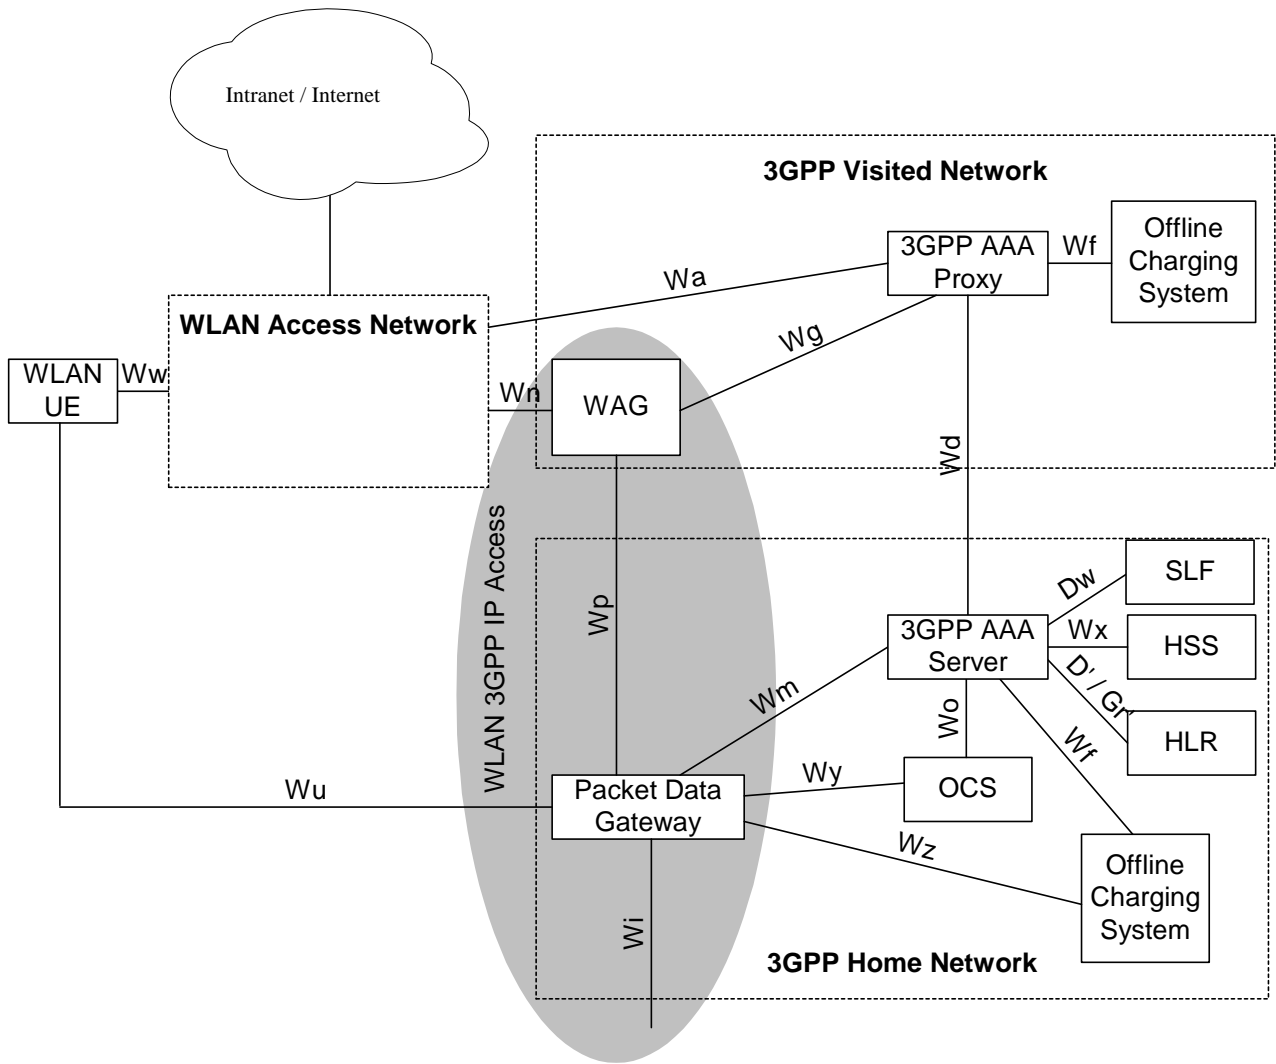 Intranet / Internet
3GPP Visited Network
Offline
Charging
System
3GPP AAA
Proxy
Wf
Wa
Wg
WLAN Access Network
WLAN
UE
Ww
Wn
WAG
Wd
WLAN 3GPP IP Access
Wp
SLF
Dw
3GPP AAA
Server
Wx
HSS
D' / Gr'
HLR
Wm
Wo
Wf
Wu
Packet Data
Gateway
Wy
OCS
Wz
Offline
Charging
System
Wi
3GPP Home Network